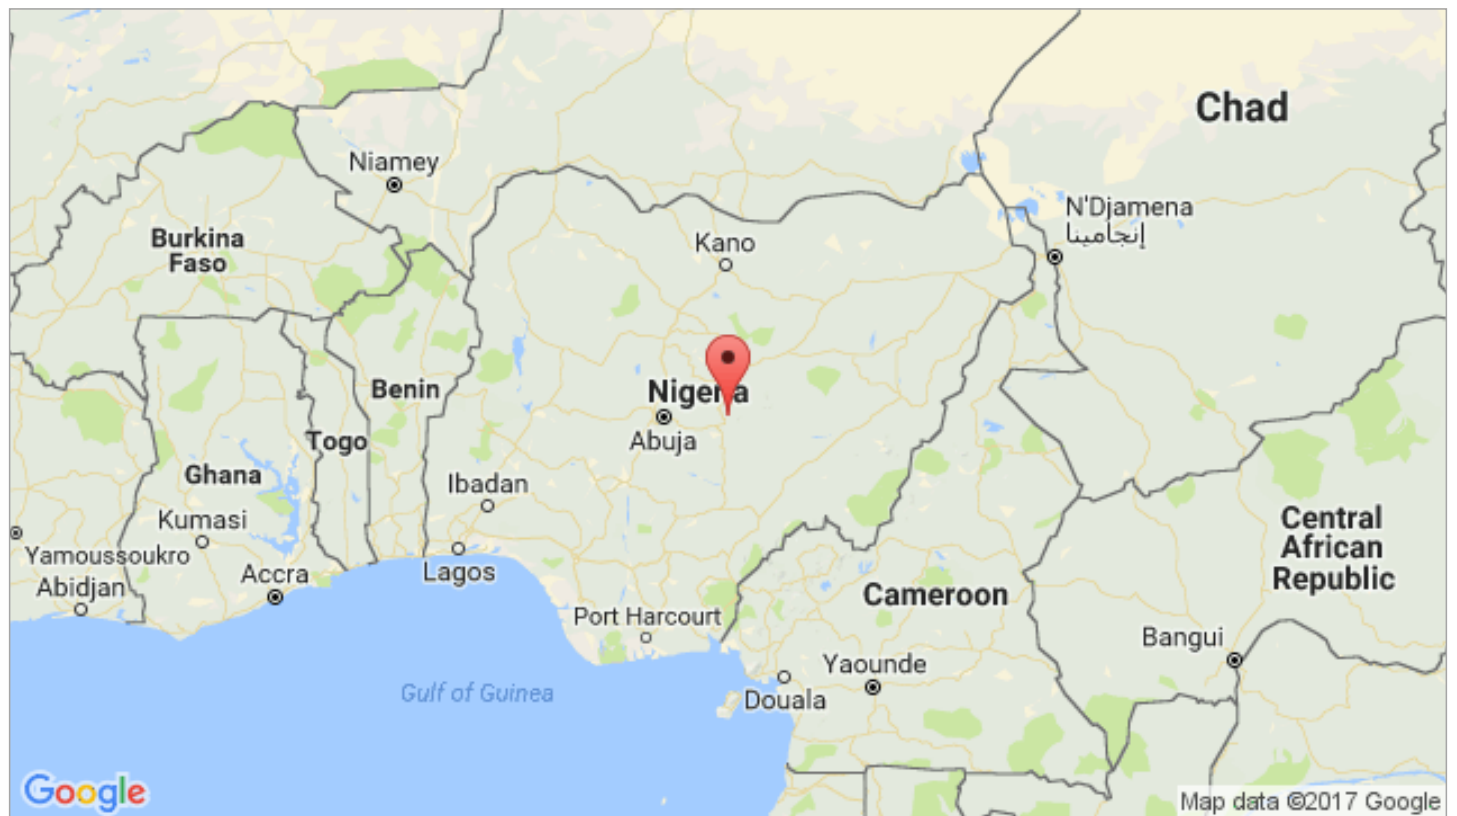 Chad
Niamey
N'Djamena
إنجامينا
Burkina
Faso
Kano
Benin
Nigeria
Abuja
Togo
Ghana
Ibadan
Kumasi
Yamoussoukro
Abidjan
Accra
Lagos
Central
African
Republic
Cameroon
Port Harcourt
Bangui
Yaounde
Douala
Gulf of Guinea
Google
Map data ©2017 Google